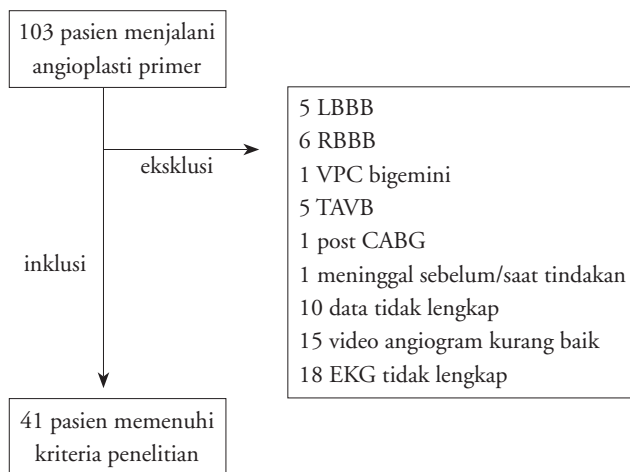 103 pasien menjalani
angioplasti primer
eksklusi
5 LBBB
6 RBBB
1 VPC bigemini
5 TAVB
1 post CABG
1 meninggal sebelum/saat tindakan
10 data tidak lengkap
15 video angiogram kurang baik
18 EKG tidak lengkap
inklusi
41 pasien memenuhi
kriteria penelitian